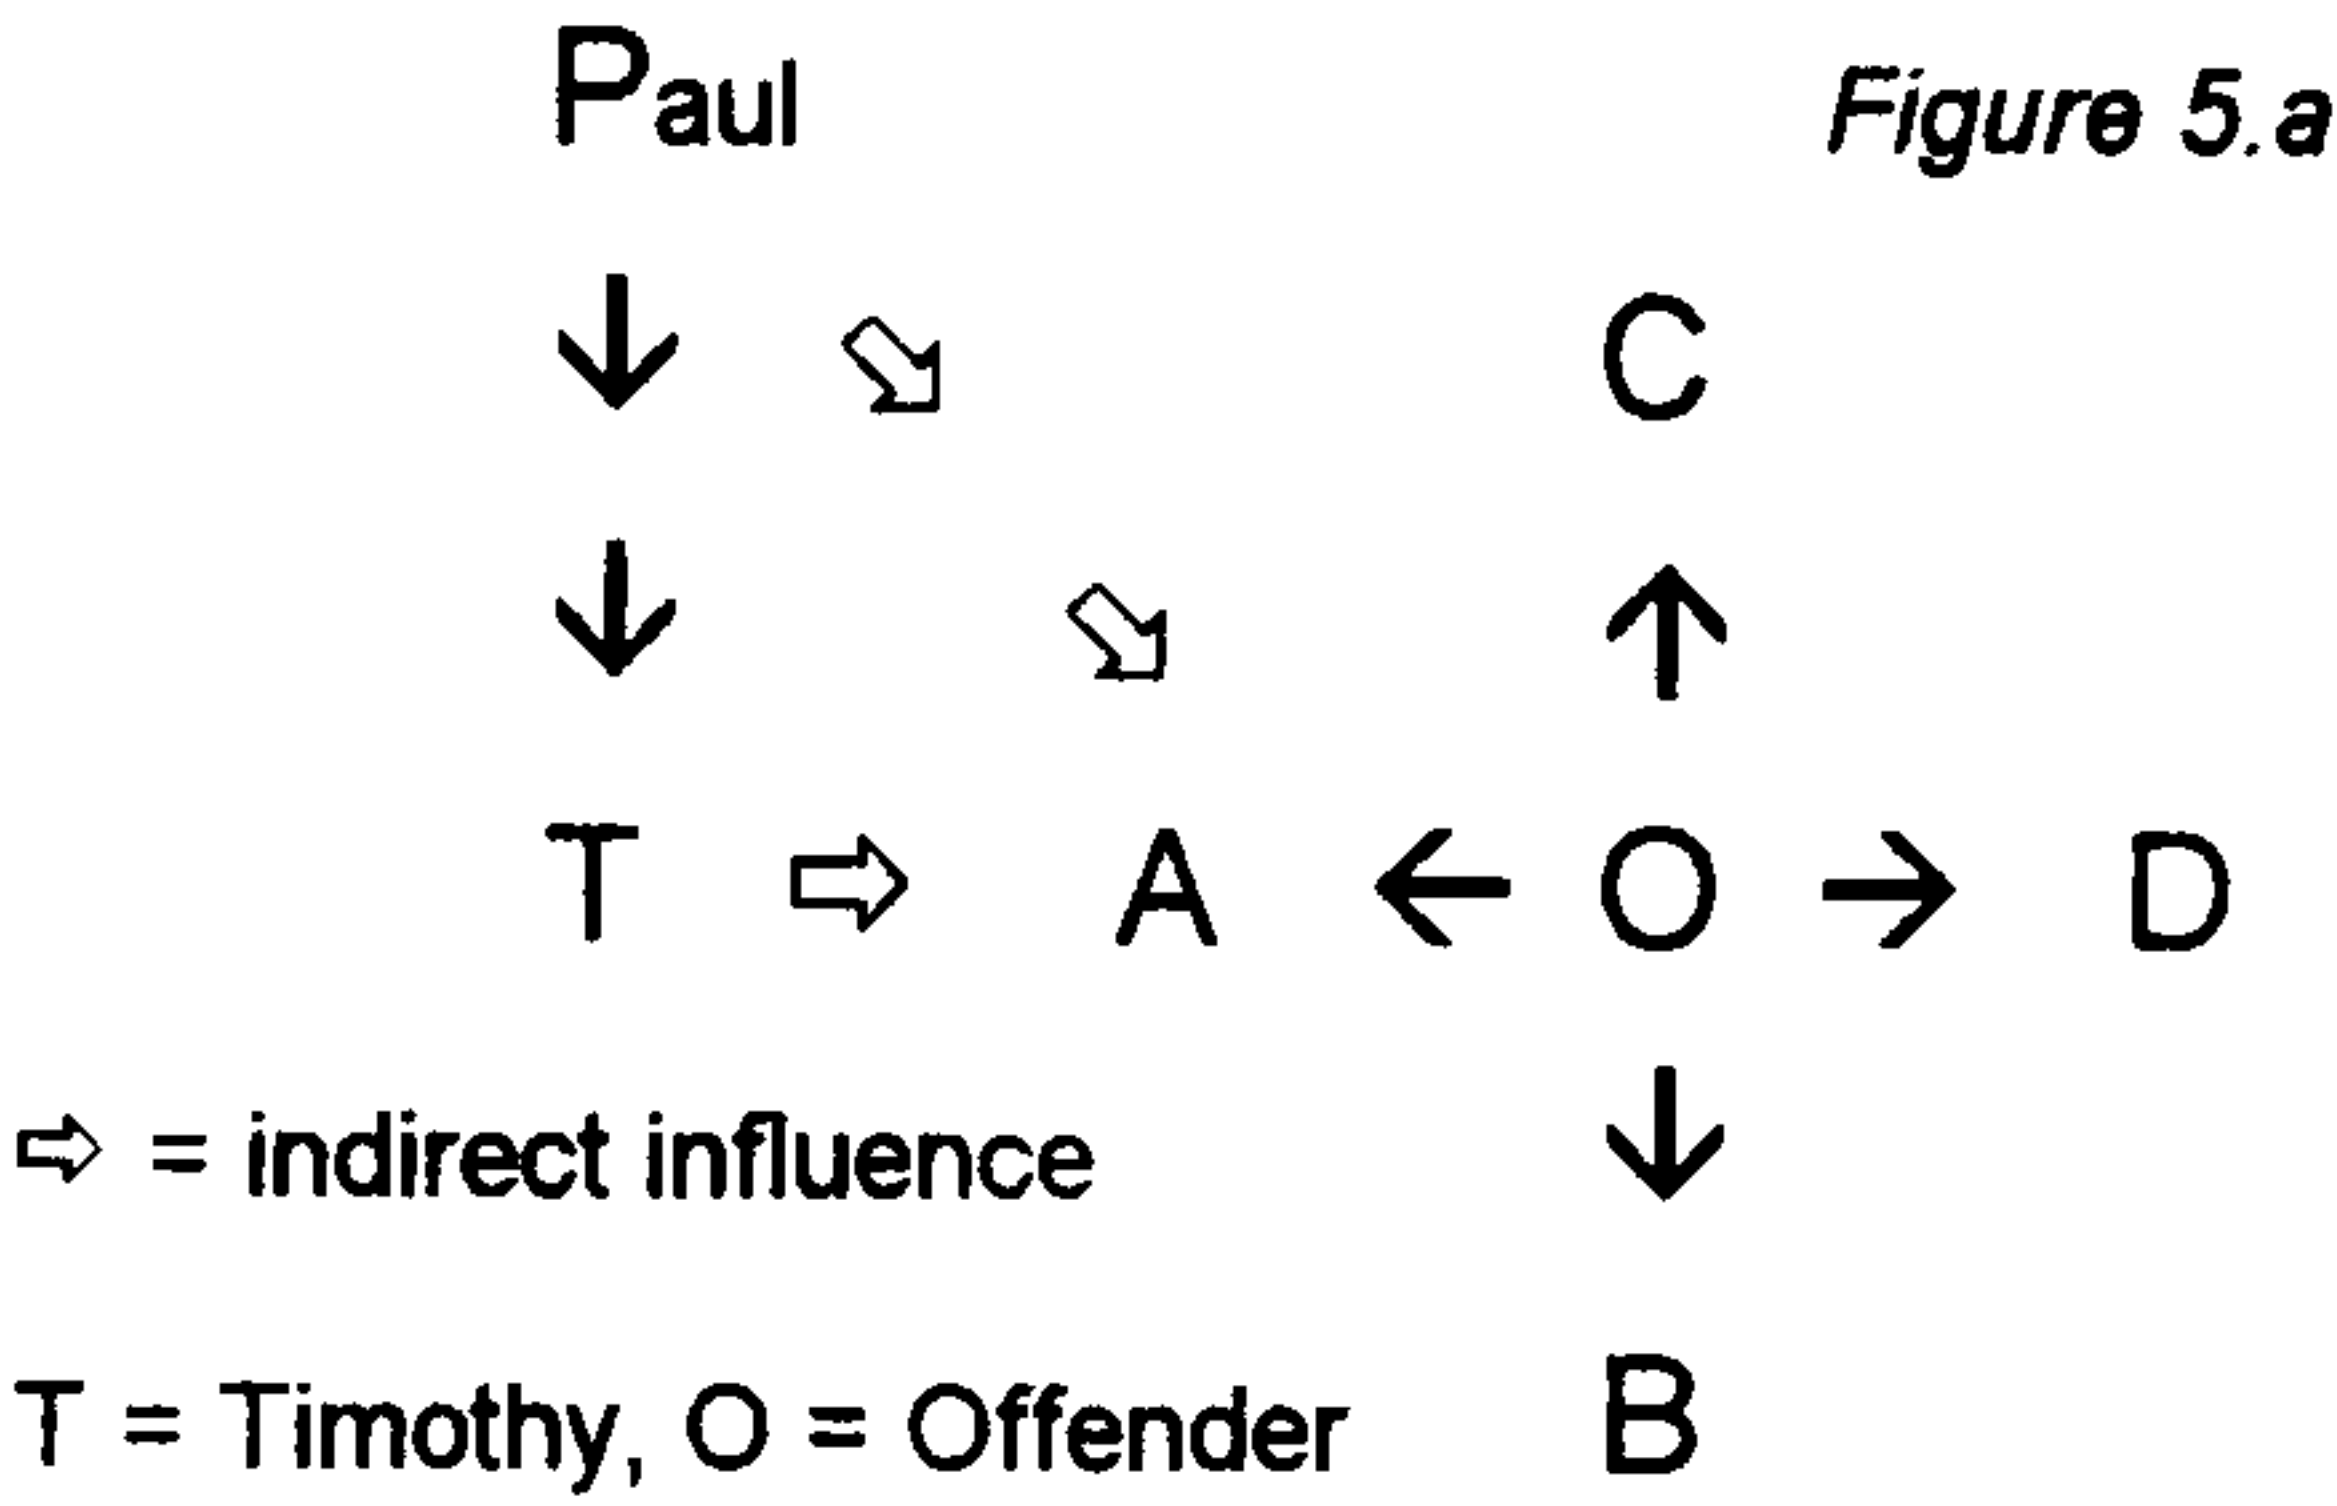 Paul Figure 5.a
C
T A O D
= indirect influence
T = Timothy, O = Offender B